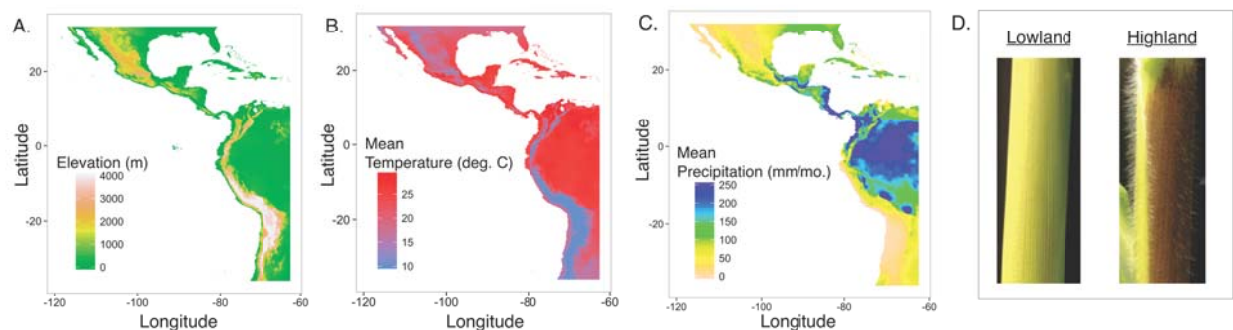 A.
Latitude
20
0
-20
Elevation (m)
4000
3000
2000
1000
0
-120
-100
-80
-60
Longitude
B.
Latitude
20
0
-20
Mean
Temperature (deg. C)
25
20
15
10
-120
-100
-80
-60
Longitude
C.
Latitude
20
0
-20
Mean
Precipitation (mm/mo.)
250
200
150
100
50
0
-120
-100
-80
-60
Longitude
D.
Lowland
Highland